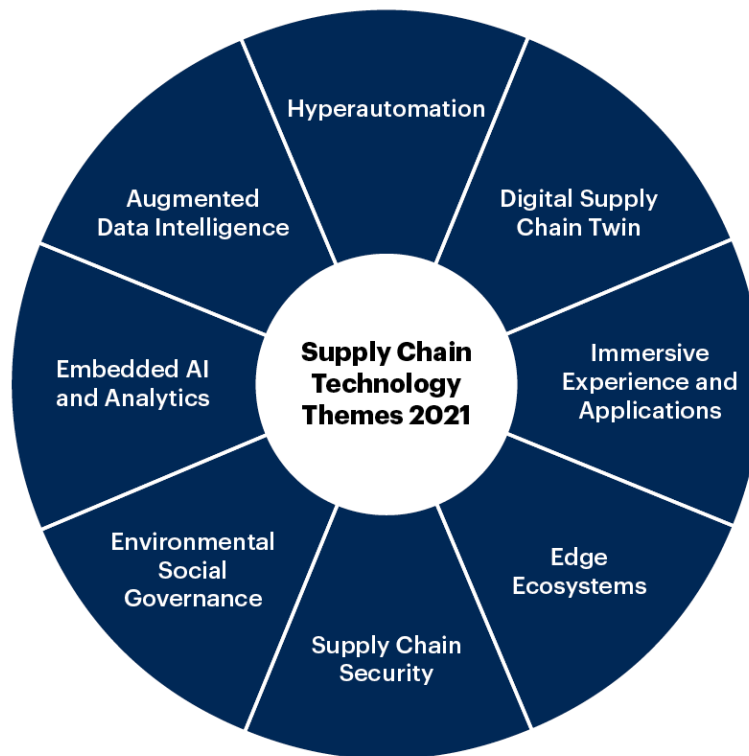 Hyperautomation
Digital Supply
Chain Twin
Immersive
Experience and
Applications
Edge
Ecosystems
Supply Chain
Security
Environmental
Social
Governance
Embedded AI
and Analytics
Augmented
Data Intelligence
Supply Chain
Technology
Themes 2021